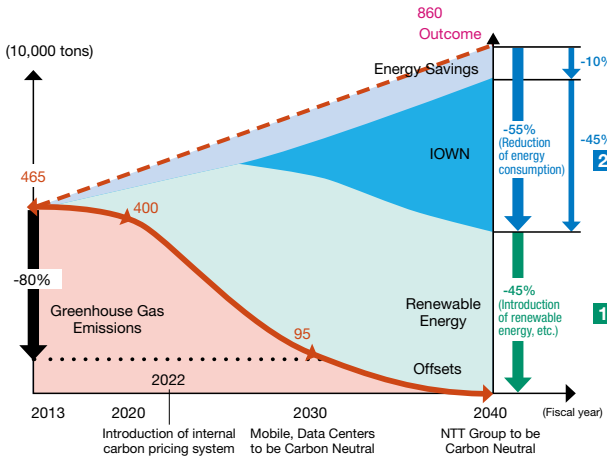 860
Outcome
(10,000 tons)
Energy Savings
-10%
-55%
(Reduction
of energy
consumption)
-45%
2
IOWN
465
400
-80%
-45%
(Introduction
of renewable
energy, etc.)
1
Greenhouse Gas
Emissions
Renewable
Energy
95
Offsets
2022
2013
2020
2030
2040
(Fiscal year)
Introduction of internal
carbon pricing system
Mobile, Data Centers
to be Carbon Neutral
NTT Group to be
Carbon Neutral